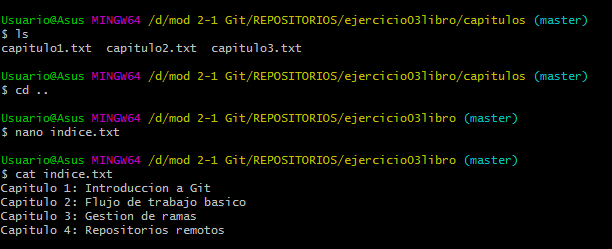 Usuario@Asus MINGW64 /d/mod 2-1 Git/REPOSITORIOS/ejercicio03libro/capitulos (master)
$ ls
capitulo1.txt  capitulo2.txt  capitulo3.txt
Usuario@Asus MINGW64 /d/mod 2-1 Git/REPOSITORIOS/ejercicio03libro/capitulos (master)
$ cd ..
Usuario@Asus MINGW64 /d/mod 2-1 Git/REPOSITORIOS/ejercicio03libro (master)
$ nano indice.txt
Usuario@Asus MINGW64 /d/mod 2-1 Git/REPOSITORIOS/ejercicio03libro (master)
$ cat indice.txt
Capitulo 1: Introduccion a Git
Capitulo 2: Flujo de trabajo basico
Capitulo 3: Gestion de ramas
Capitulo 4: Repositorios remotos